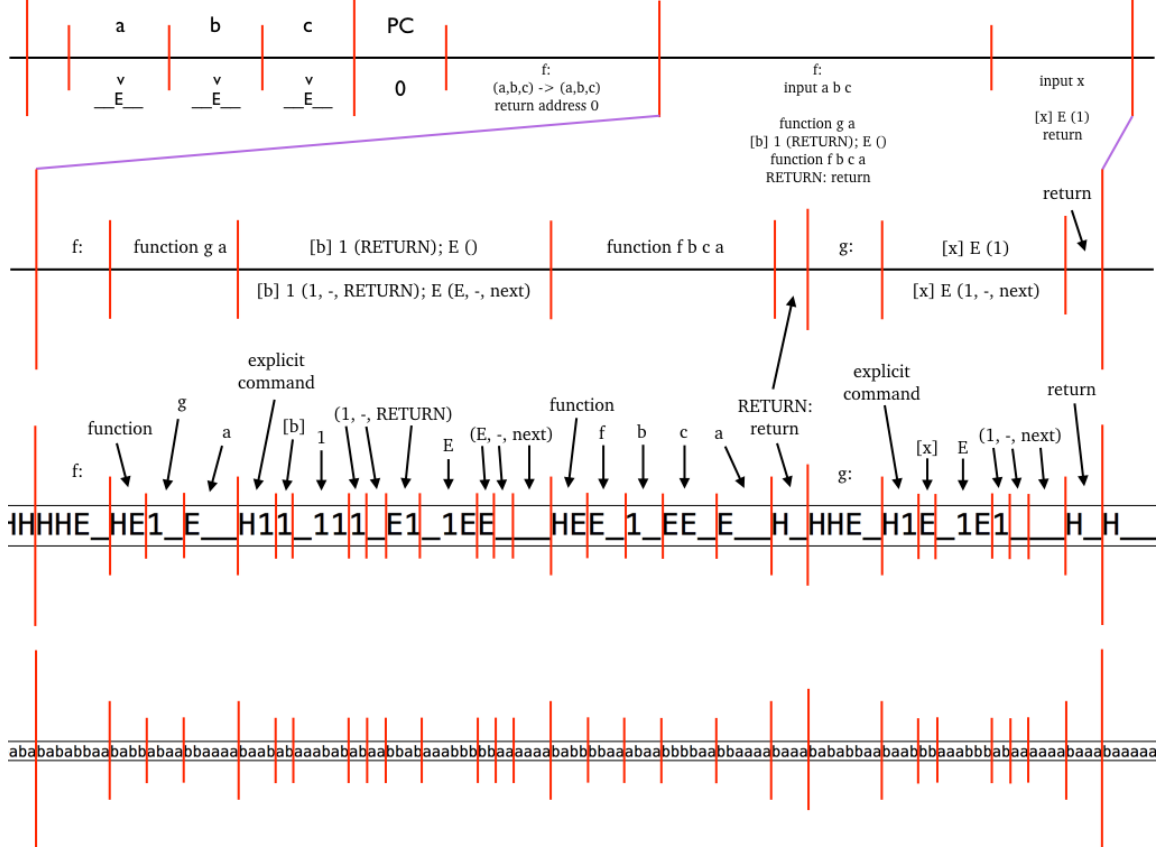 a b c PC
v v v
__E__ __E__ __E__ 0
f:
(a,b,c) -> (a,b,c)
return address 0
f:
input a b c
function g a
[b] 1 (RETURN); E ()
function f b c a
RETURN: return
input x
[x] E (1)
return
return
f: function g a [b] 1 (RETURN); E () function f b c a g: [x] E (1)
[b] 1 (1, -, RETURN); E (E, -, next) [x] E (1, -, next)
explicit
command
function g a [b] 1 (1, -, RETURN) E (E, -, next)
function f b c a
RETURN:
return
explicit
command
[x] E (1, -, next) return
f: g:
HHHHE_HE1_E__H11_111_E1_1EE___HEE_1_EE_E__H_HHE_H1E_1E1___H_H___
ababababbaababbabaabbaaaabaababaaabababaabbabaaabbbbbaaaaaababbbbaaabaabbbbaabbaaaabaaabababbaabaabbbaaabbbabaaaaaabaaabaaaaa